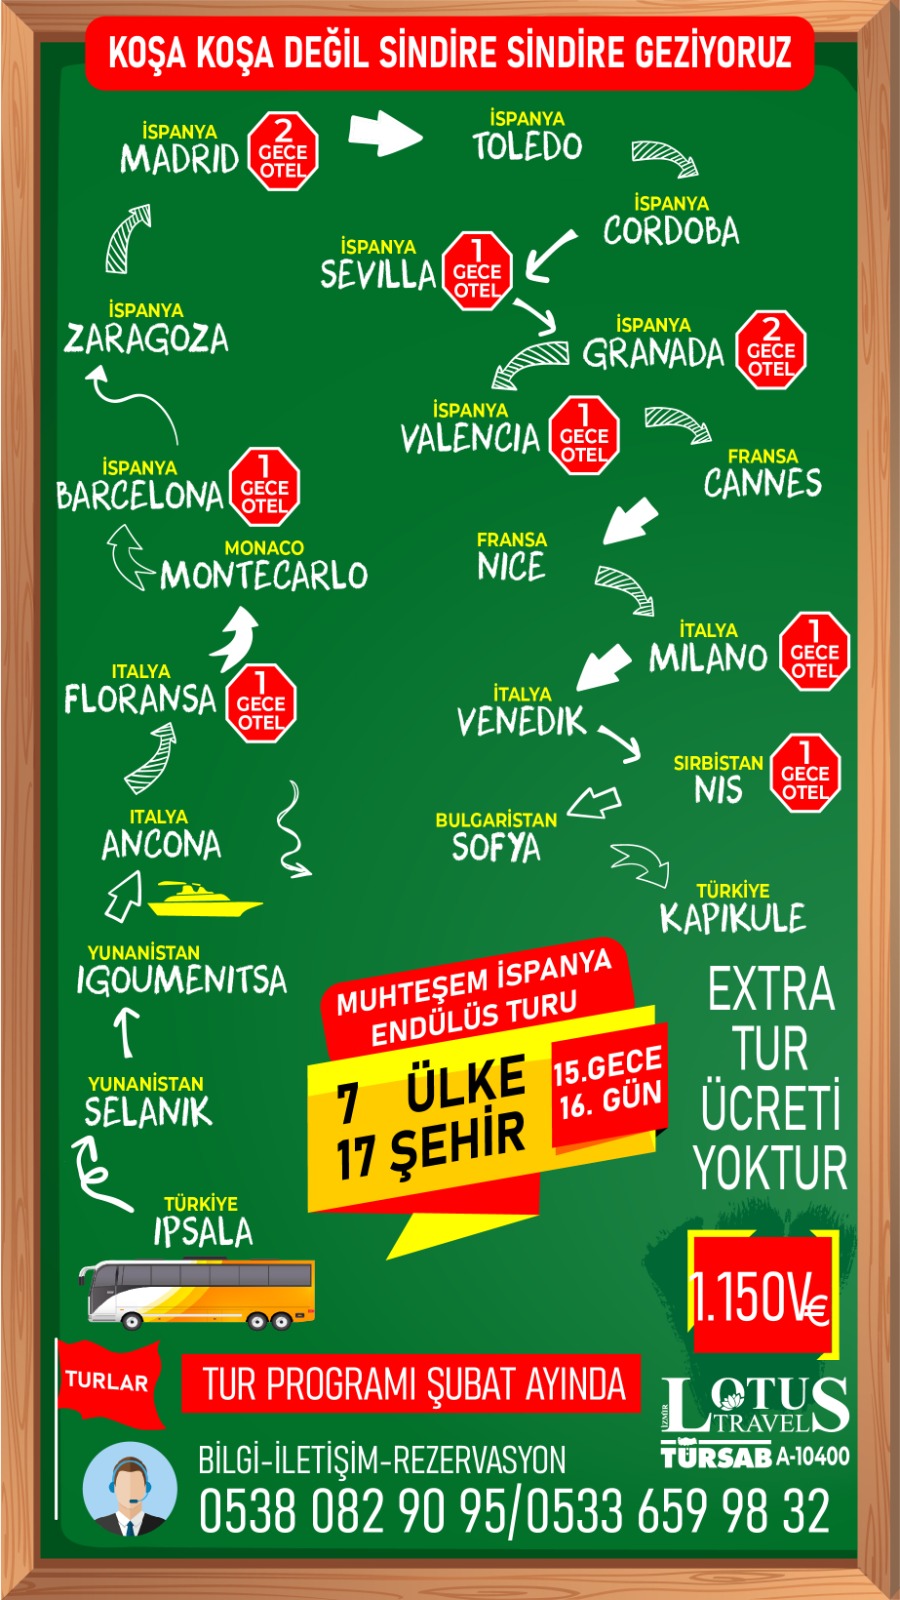 KOŞA KOŞA DEĞİL SİNDİRE SİNDİRE GEZİYORUZ
İSPANYA
MADRID
2
GECE
OTEL
İSPANYA
TOLEDO
İSPANYA
CORDOBA
İSPANYA
SEVILLA
1
GECE
OTEL
İSPANYA
GRANADA
2
GECE
OTEL
İSPANYA
ZARAGOZA
İSPANYA
VALENCIA
1
GECE
OTEL
FRANSA
CANNES
İSPANYA
BARCELONA
1
GECE
OTEL
FRANSA
NICE
MONACO
MONTECARLO
İTALYA
MILANO
1
GECE
OTEL
ITALYA
FLORANSA
1
GECE
OTEL
İTALYA
VENEDIK
SIRBİSTAN
NIS
1
GECE
OTEL
ITALYA
ANCONA
BULGARİSTAN
SOFYA
TÜRKİYE
KAPIKULE
YUNANİSTAN
IGOUMENITSA
YUNANİSTAN
SELANIK
TÜRKİYE
IPSALA
MUHTEŞEM İSPANYA
ENDÜLÜS TURU
7 ÜLKE
17 ŞEHİR
15.GECE
16. GÜN
EXTRA
TUR
ÜCRETİ
YOKTUR
1.150V€
TURLAR
TUR PROGRAMI ŞUBAT AYINDA
İZMİR LOTUS
TRAVEL
TÜRSAB A-10400
BİLGİ-İLETİŞİM-REZERVASYON
0538 082 90 95/0533 659 98 32